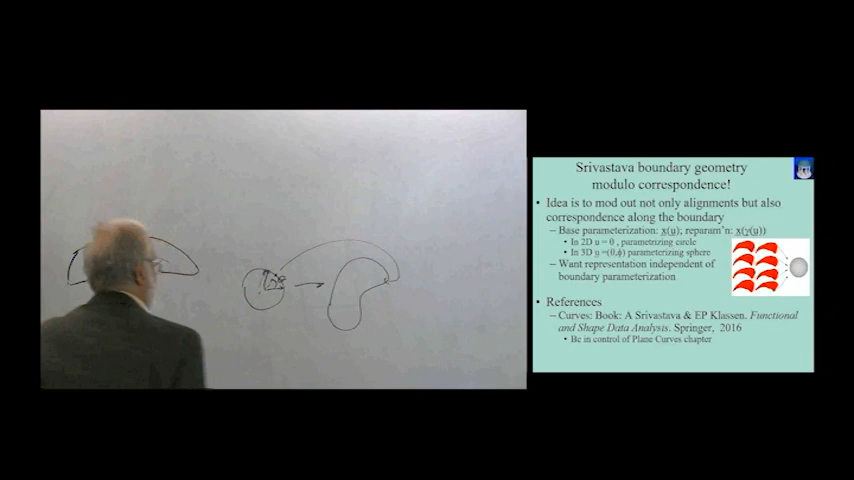 Srivastava boundary geometry
modulo correspondence!
• Idea is to mod out not only alignments but also
correspondence along the boundary
– Base parameterization: x(u); reparam’n: x(γ(u))
• In 2D u = θ , parametrizing circle
• In 3D u =(θ,ϕ) parametrizing sphere
– Want representation independent of
boundary parameterization
• References
– Curves: Book: A Srivastava & EP Klassen. Functional
and Shape Data Analysis. Springer, 2016
• Be in control of Plane Curves chapter